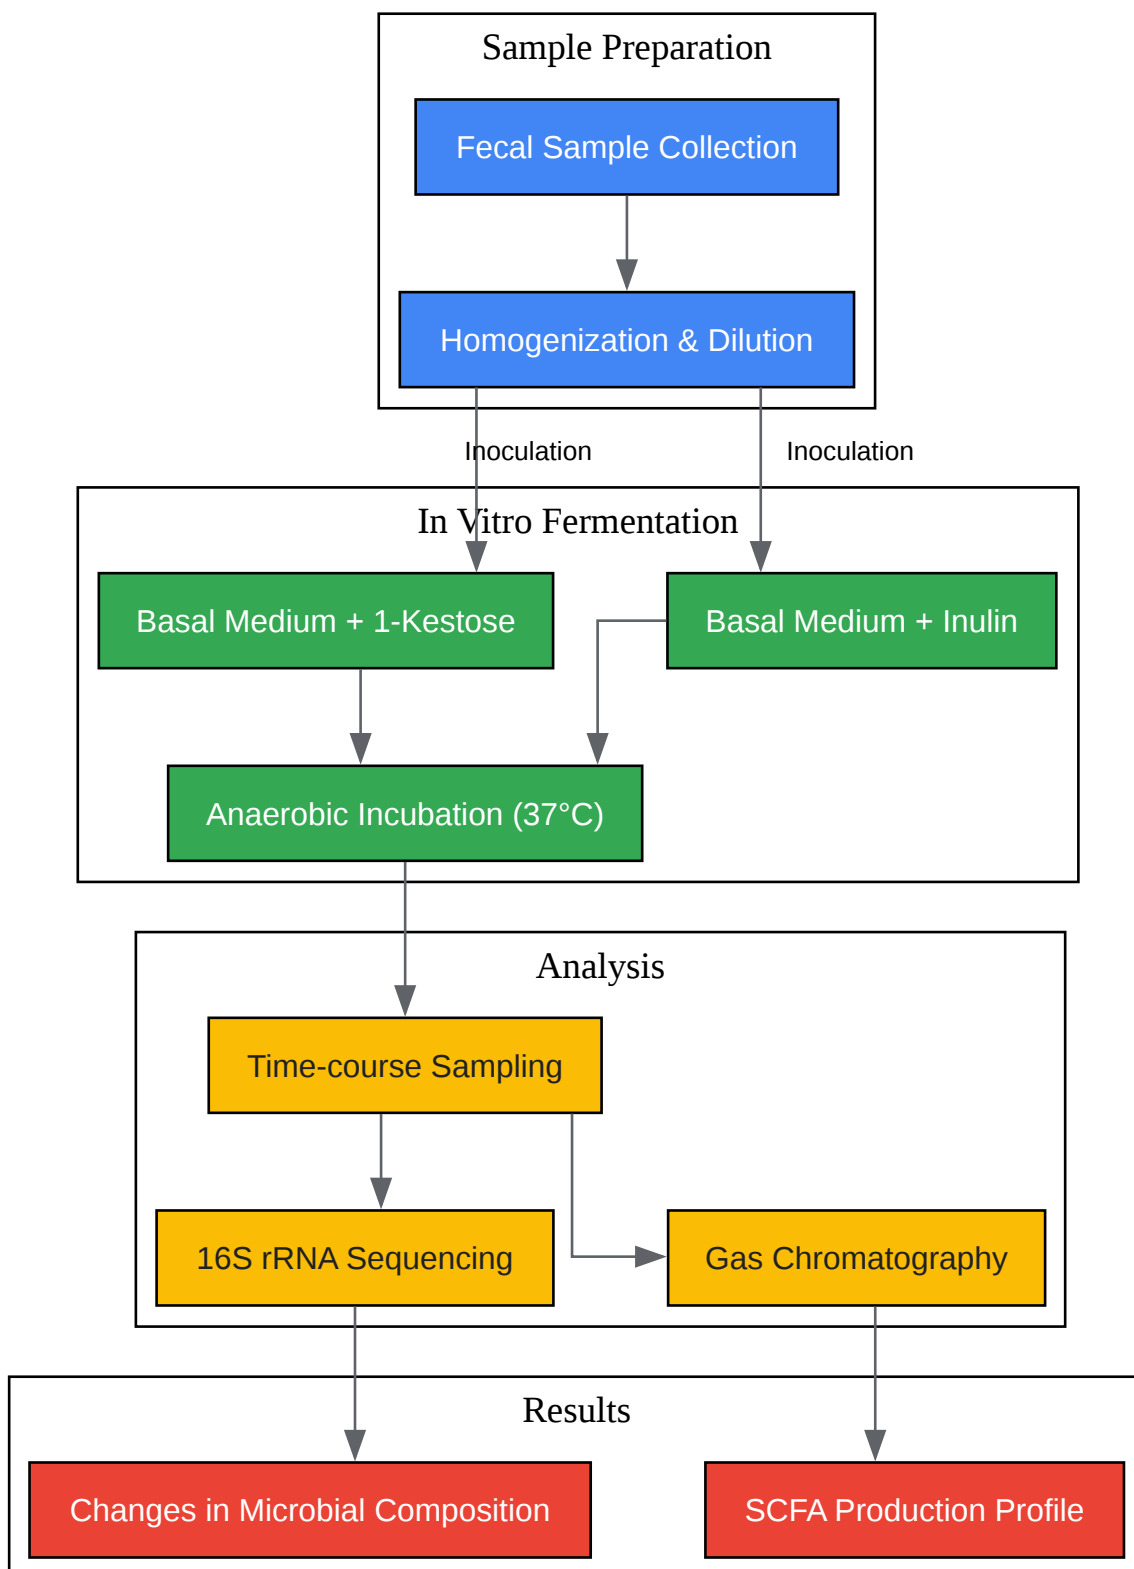 Sample Preparation
Fecal Sample Collection
Homogenization & Dilution
Inoculation
Inoculation
In Vitro Fermentation
Basal Medium + 1-Kestose
Basal Medium + Inulin
Anaerobic Incubation (37°C)
Analysis
Time-course Sampling
16S rRNA Sequencing
Gas Chromatography
Results
Changes in Microbial Composition
SCFA Production Profile